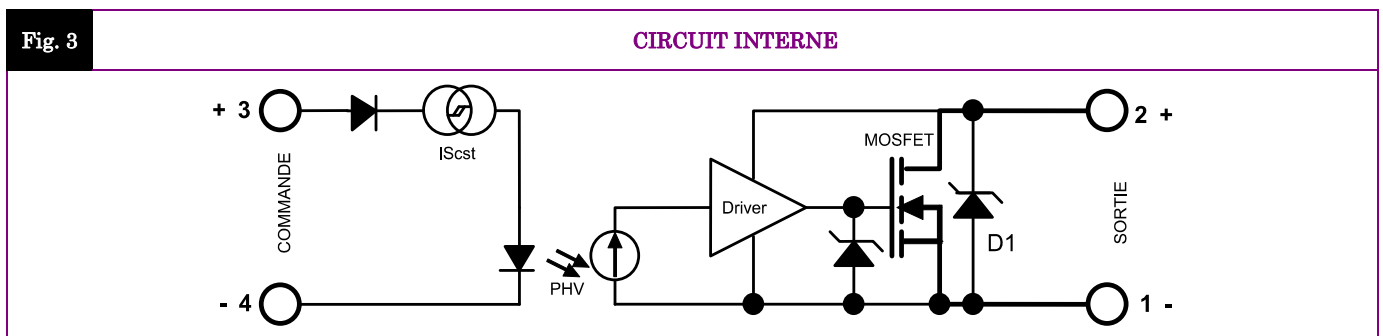 Fig. 3
CIRCUIT INTERNE
+ 3
IScst
COMMANDE
- 4
PHV
Driver
MOSFET
D1
2 +
SORTIE
1 -